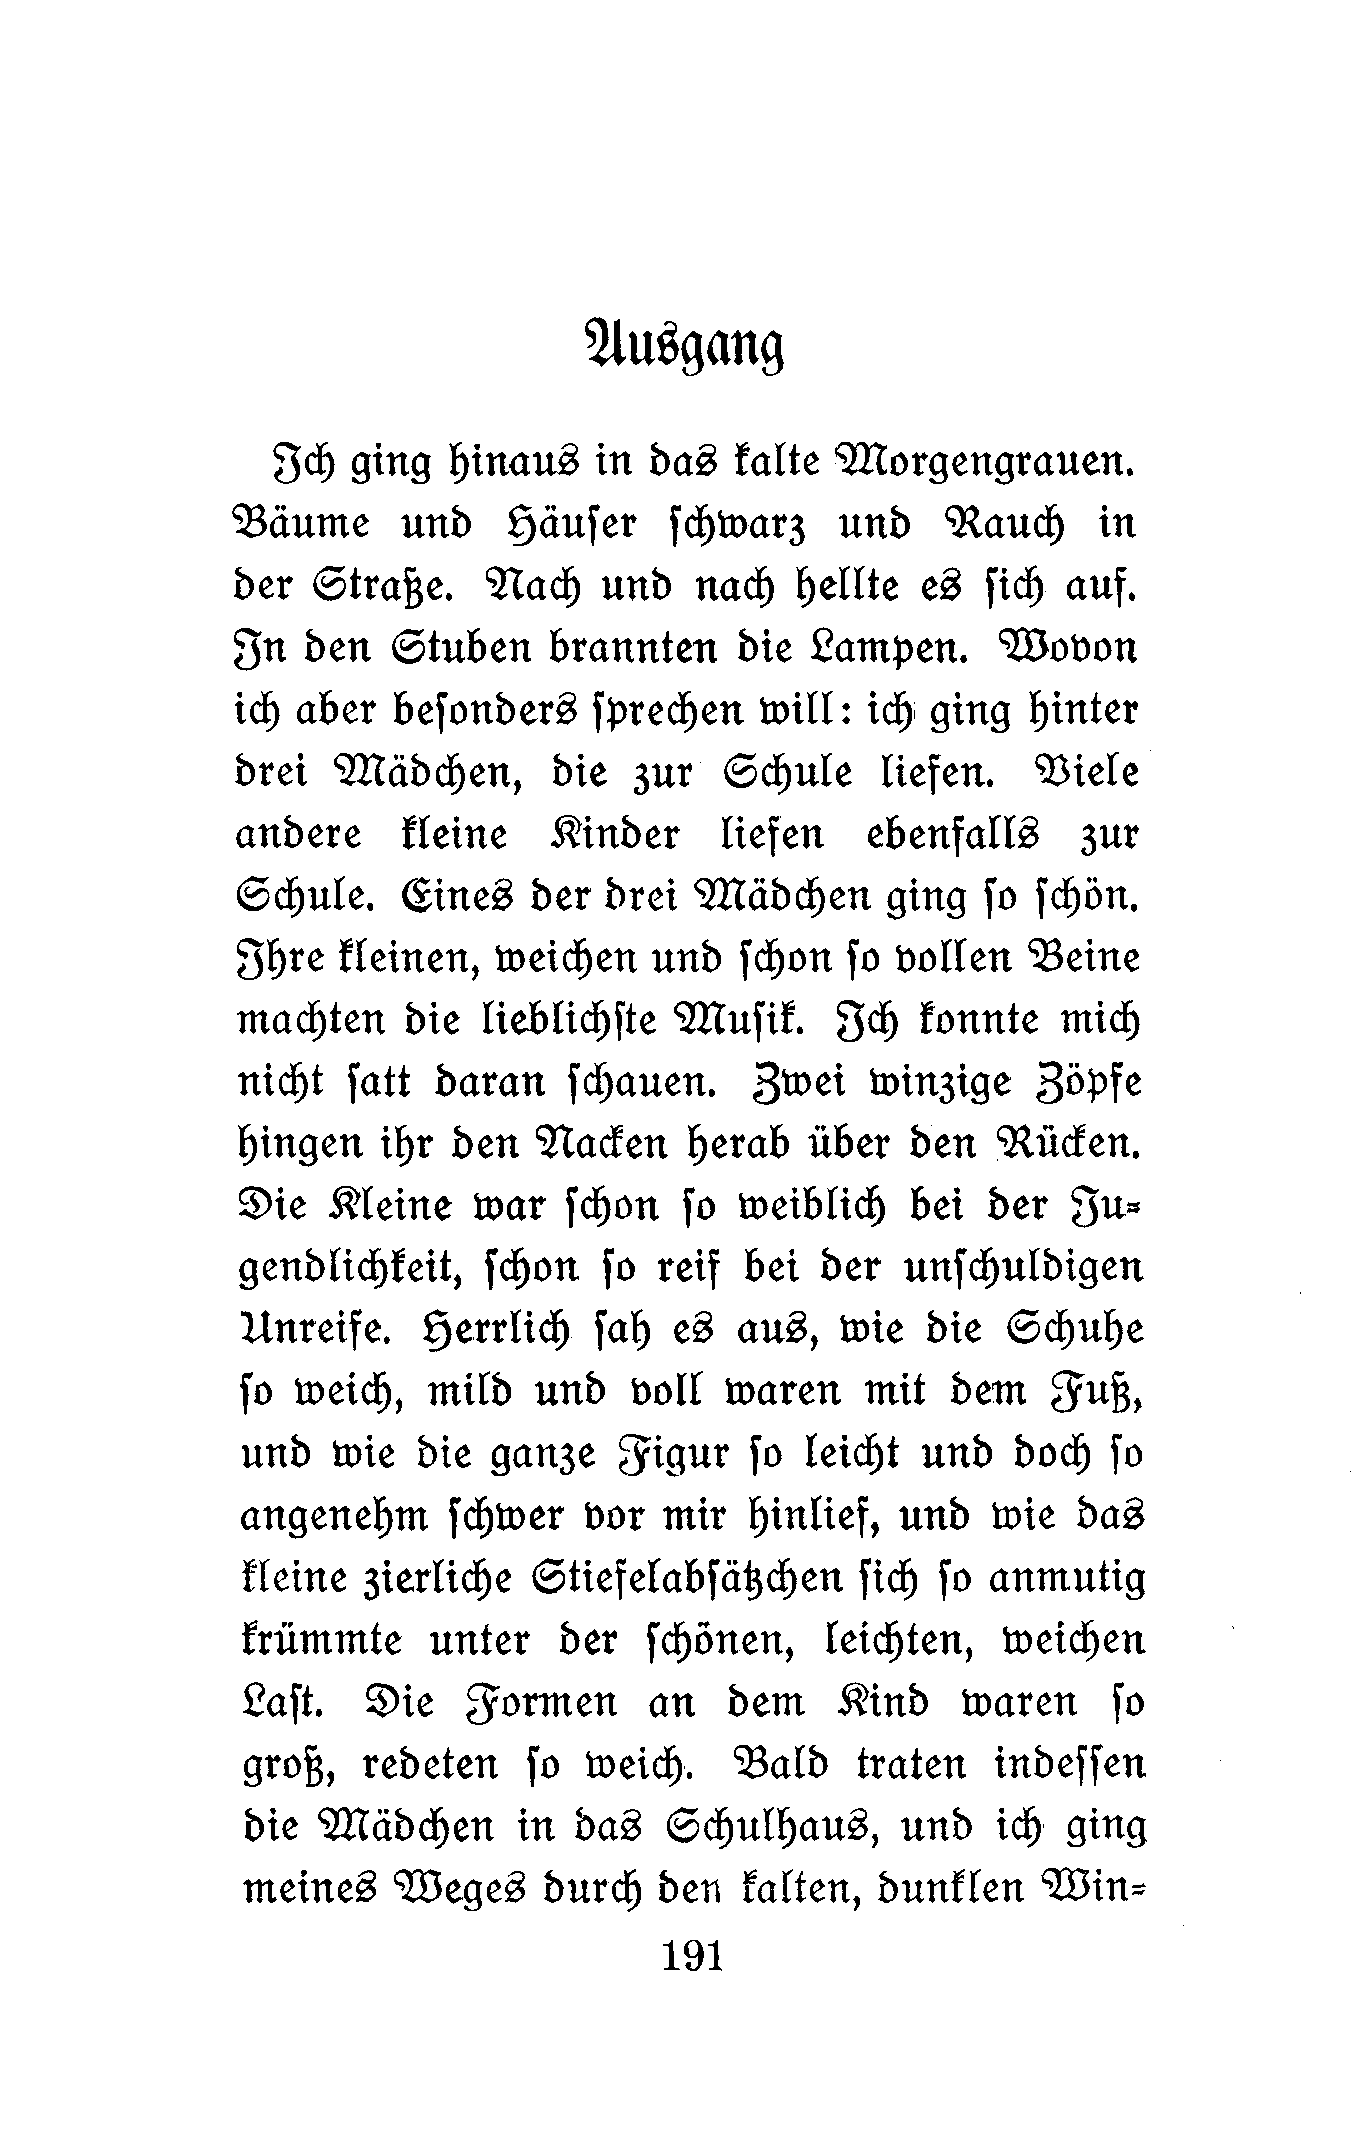 Ausgang
Ich ging hinaus in das kalte Morgengrauen.
Bäume und Häuſer ſchwarz und Rauch in
der Straße. Nach und nach hellte es ſich auf.
In den Stuben brannten die Lampen. Wovon
ich aber beſonders ſprechen will: ich ging hinter
drei Mädchen, die zur Schule liefen. Viele
andere kleine Kinder liefen ebenfalls zur
Schule. Eines der drei Mädchen ging ſo ſchön.
Ihre kleinen, weichen und ſchon ſo vollen Beine
machten die lieblichſte Muſik. Ich konnte mich
nicht ſatt daran ſchauen. Zwei winzige Zöpfe
hingen ihr den Nacken herab über den Rücken.
Die Kleine war ſchon ſo weiblich bei der Ju⸗
gendlichkeit, ſchon ſo reif bei der unſchuldigen
Unreife. Herrlich ſah es aus, wie die Schuhe
ſo weich, mild und voll waren mit dem Fuß,
und wie die ganze Figur ſo leicht und doch ſo
angenehm ſchwer vor mir hinlief, und wie das
kleine zierliche Stiefelabſätzchen ſich ſo anmutig
krümmte unter der ſchönen, leichten, weichen
Laſt. Die Formen an dem Kind waren ſo
groß, redeten ſo weich. Bald traten indeſſen
die Mädchen in das Schulhaus, und ich ging
meines Weges durch den kalten, dunklen Win⸗
191